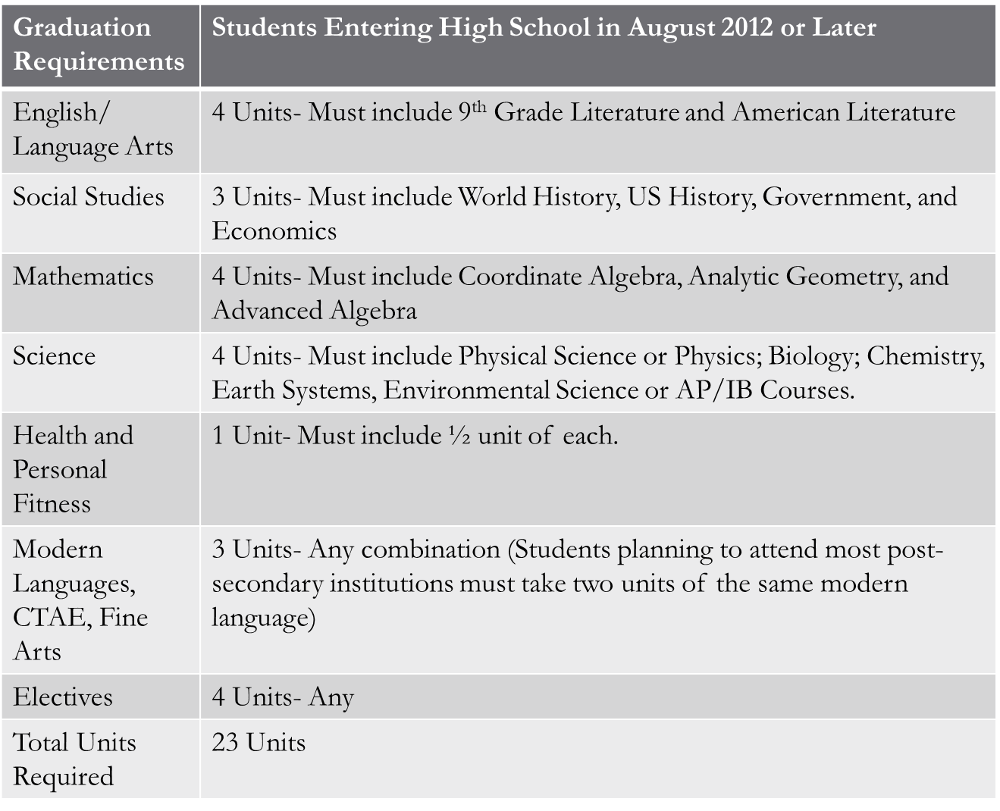 Graduation
Requirements
Students Entering High School in August 2012 or Later
English/
Language Arts
4 Units- Must include 9th Grade Literature and American Literature
Social Studies
3 Units- Must include World History, US History, Government, and
Economics
Mathematics
4 Units- Must include Coordinate Algebra, Analytic Geometry, and
Advanced Algebra
Science
4 Units- Must include Physical Science or Physics; Biology; Chemistry,
Earth Systems, Environmental Science or AP/IB Courses.
Health and
Personal
Fitness
1 Unit- Must include ½ unit of each.
Modern
Languages,
CTAE, Fine
Arts
3 Units- Any combination (Students planning to attend most post-
secondary institutions must take two units of the same modern
language)
Electives
4 Units- Any
Total Units
Required
23 Units